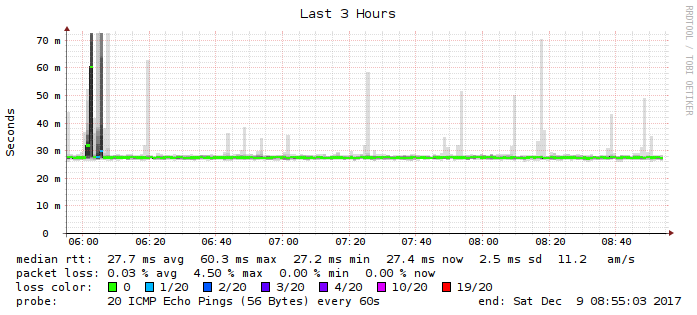 Last 3 Hours
RRDTOOL / TOBI OETIKER
Seconds
70 m
60 m
50 m
40 m
30 m
20 m
10 m
0
06:00 06:20 06:40 07:00 07:20 07:40 08:00 08:20 08:40
median rtt: 27.7 ms avg 60.3 ms max 27.2 ms min 27.4 ms now 2.5 ms sd 11.2 am/s
packet loss: 0.03 % avg 4.50 % max 0.00 % min 0.00 % now
loss color: 0 1/20 2/20 3/20 4/20 10/20 19/20
probe: 20 ICMP Echo Pings (56 Bytes) every 60s end: Sat Dec 9 08:55:03 2017